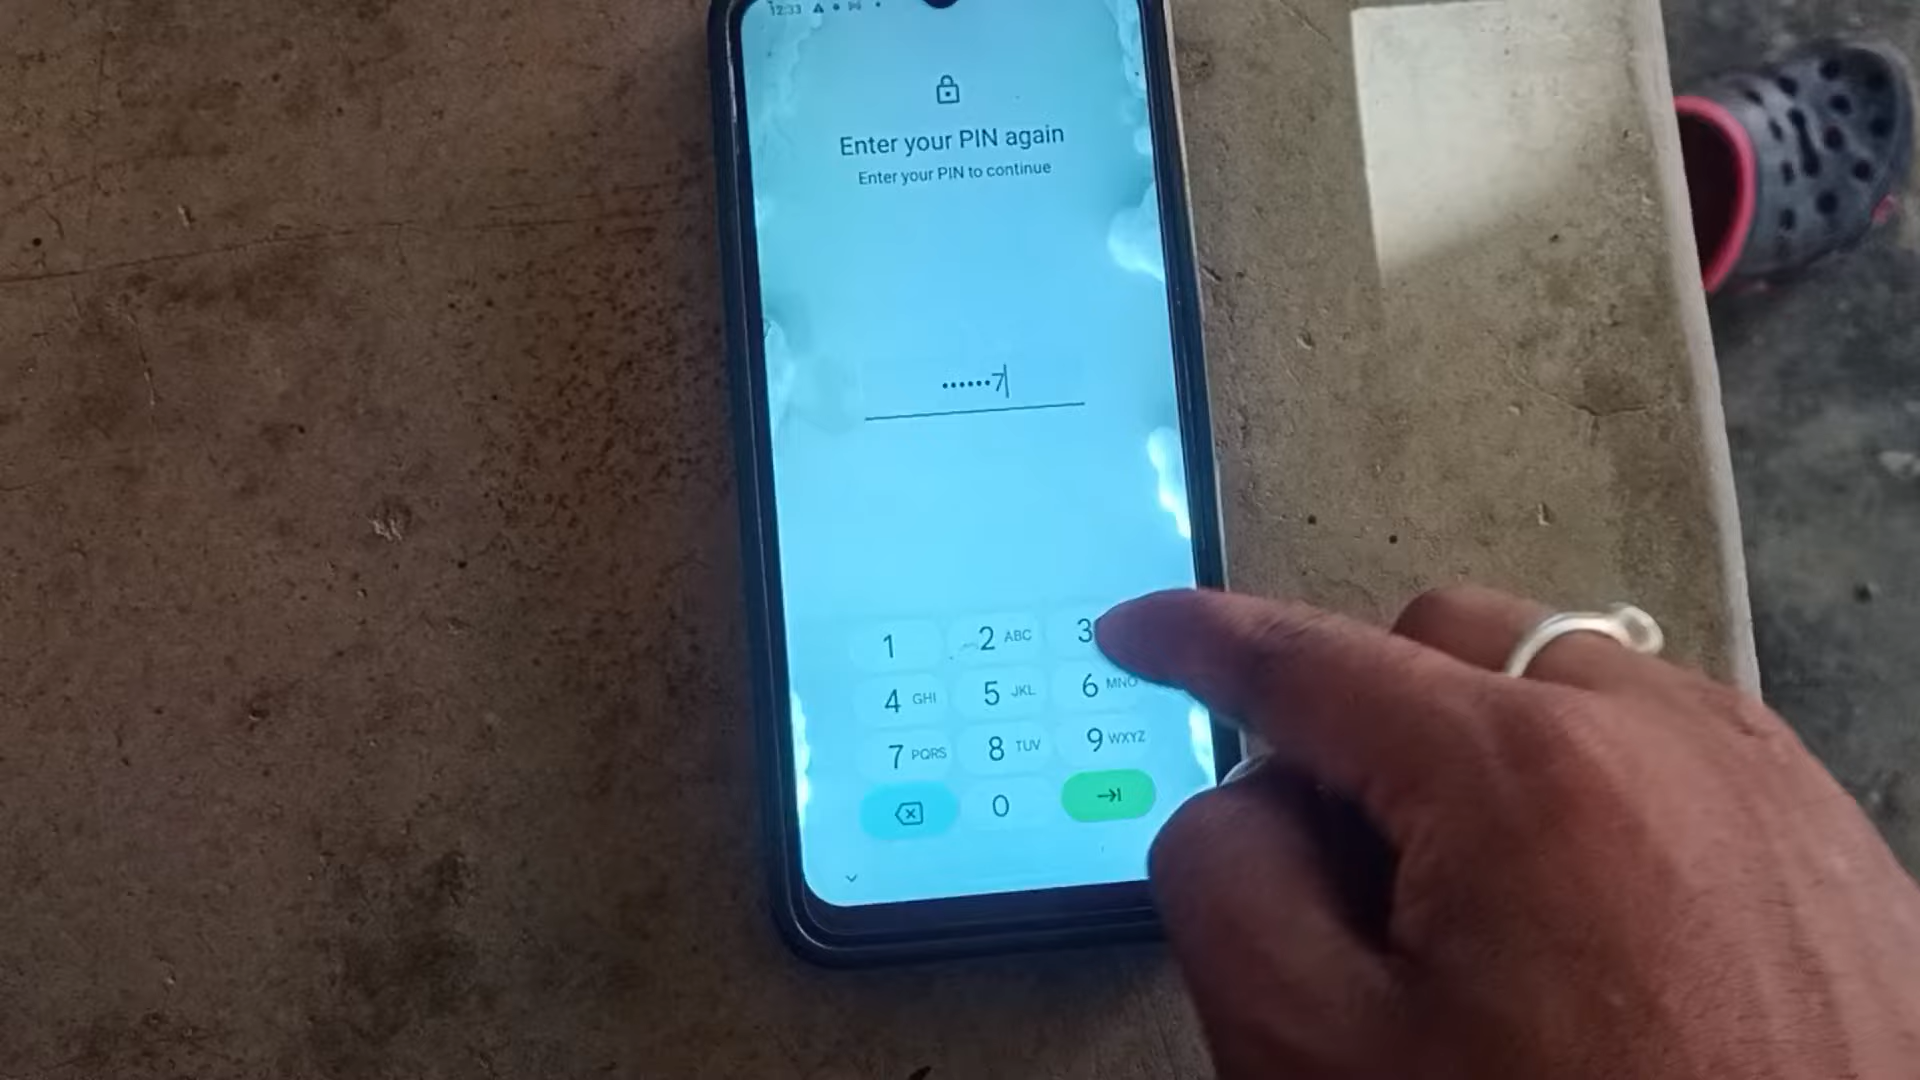 12:33
Enter your PIN again
Enter your PIN to continue
••••••7
1
2 ABC
3
4 GHI
5 JKL
6 MNO
7 PQRS
8 TUV
9 WXYZ
0